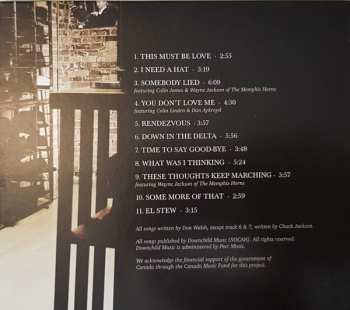 1. THIS MUST BE LOVE - 2:55
2. I NEED A HAT - 3:19
3. SOMEBODY LIED - 6:09
featuring Colin James & Wayne Jackson of The Memphis Horns
4. YOU DON'T LOVE ME - 4:30
featuring Colin Linden & Dan Aykroyd
5. RENDEZVOUS - 3:57
6. DOWN IN THE DELTA - 5:56
7. TIME TO SAY GOOD-BYE - 3:48
8. WHAT WAS I THINKING - 5:24
9. THESE THOUGHTS KEEP MARCHING - 3:57
featuring Wayne Jackson of The Memphis Horns
10. SOME MORE OF THAT - 2:59
11. EL STEW - 3:15
All songs written by Don Walsh, except track 6 & 7, written by Chuck Jackson.
All songs published by Downchild Music (SOCAN). All rights reserved.
Downchild Music is administered by Peer Music.
We acknowledge the financial support of the government of
Canada through the Canada Music Fund for this project.